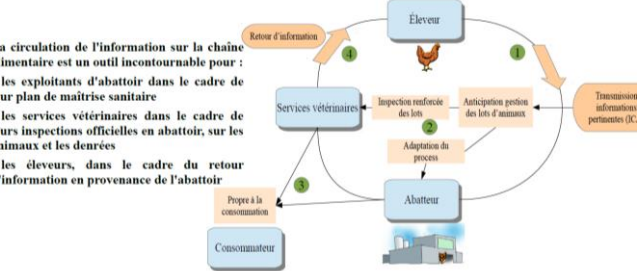 a circulation de l'information sur la chaîne
imentaire est un outil incontournable pour :
les exploitants d'abattoir dans le cadre de
ur plan de maîtrise sanitaire
les services vétérinaires dans le cadre de
urs inspections officielles en abattoir, sur les
nimaux et les denrées
les éleveurs, dans le cadre du retour
'information en provenance de l'abattoir
Éleveur
Retour d'information
4
1
Services vétérinaires
Inspection renforcée
des lots
Anticipation gestion
des lots d'animaux
Transmission
informations
pertinentes (ICA
2
Adaptation du
process
3
Propre à la
consommation
Abatteur
Consommateur